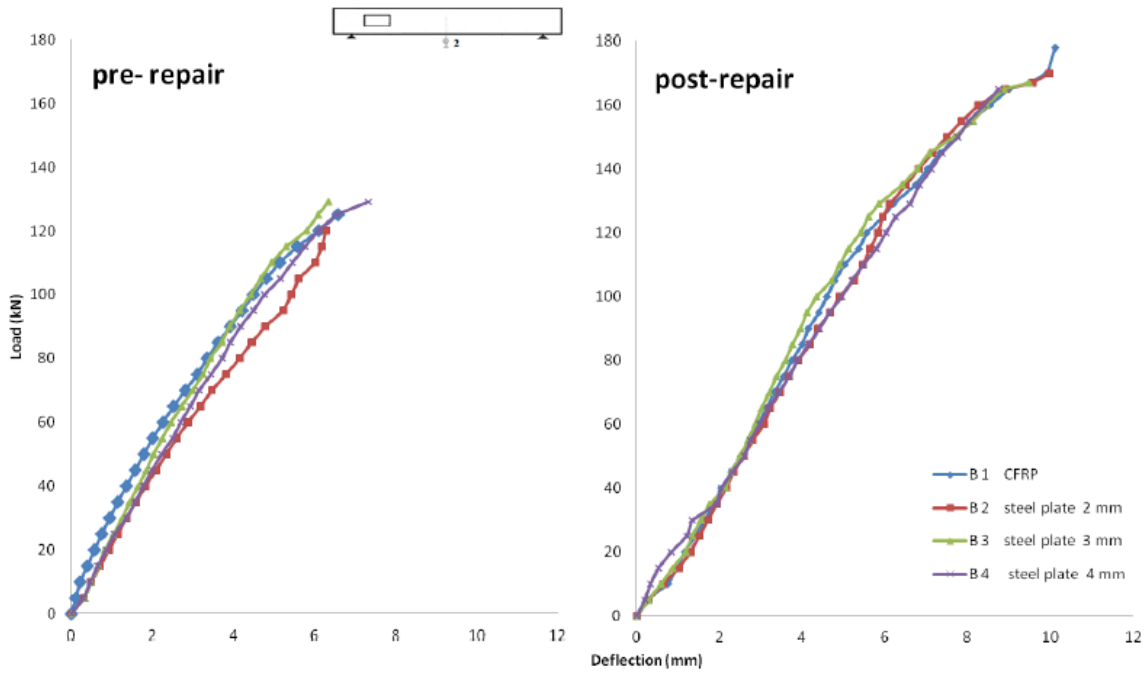 2
pre- repair
180
160
140
120
100
80
60
40
20
0
Load (kN)
0 2 4 6 8 10 12
post-repair
180
160
140
120
100
80
60
40
20
0
B 1 CFRP
B 2 steel plate 2 mm
B 3 steel plate 3 mm
B 4 steel plate 4 mm
0 2 4 6 8 10 12
Deflection (mm)